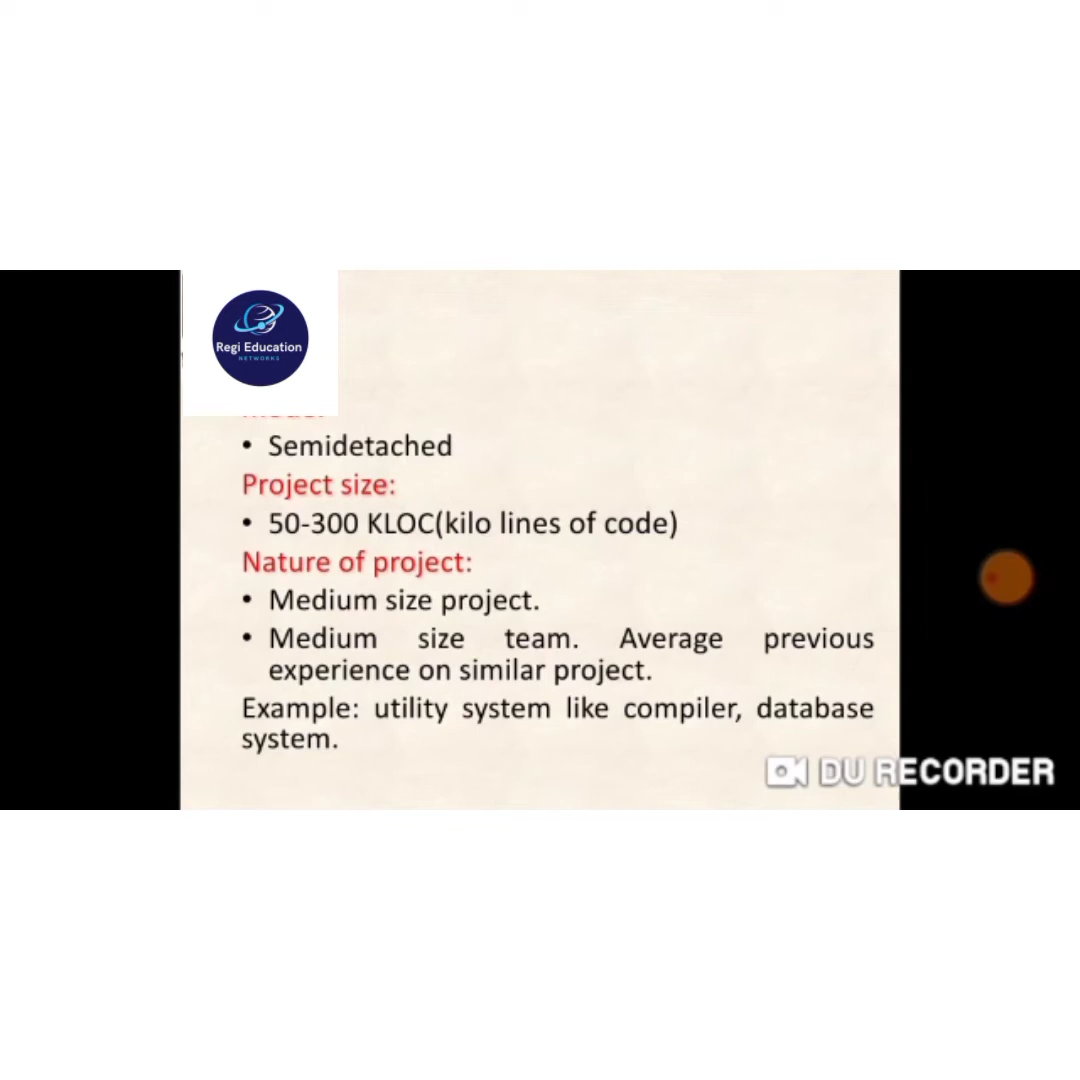 Regi Education
NETWORKS
• Semidetached
Project size:
• 50-300 KLOC(kilo lines of code)
Nature of project:
• Medium size project.
• Medium size team. Average previous
experience on similar project.
Example: utility system like compiler, database
system.
DU RECORDER